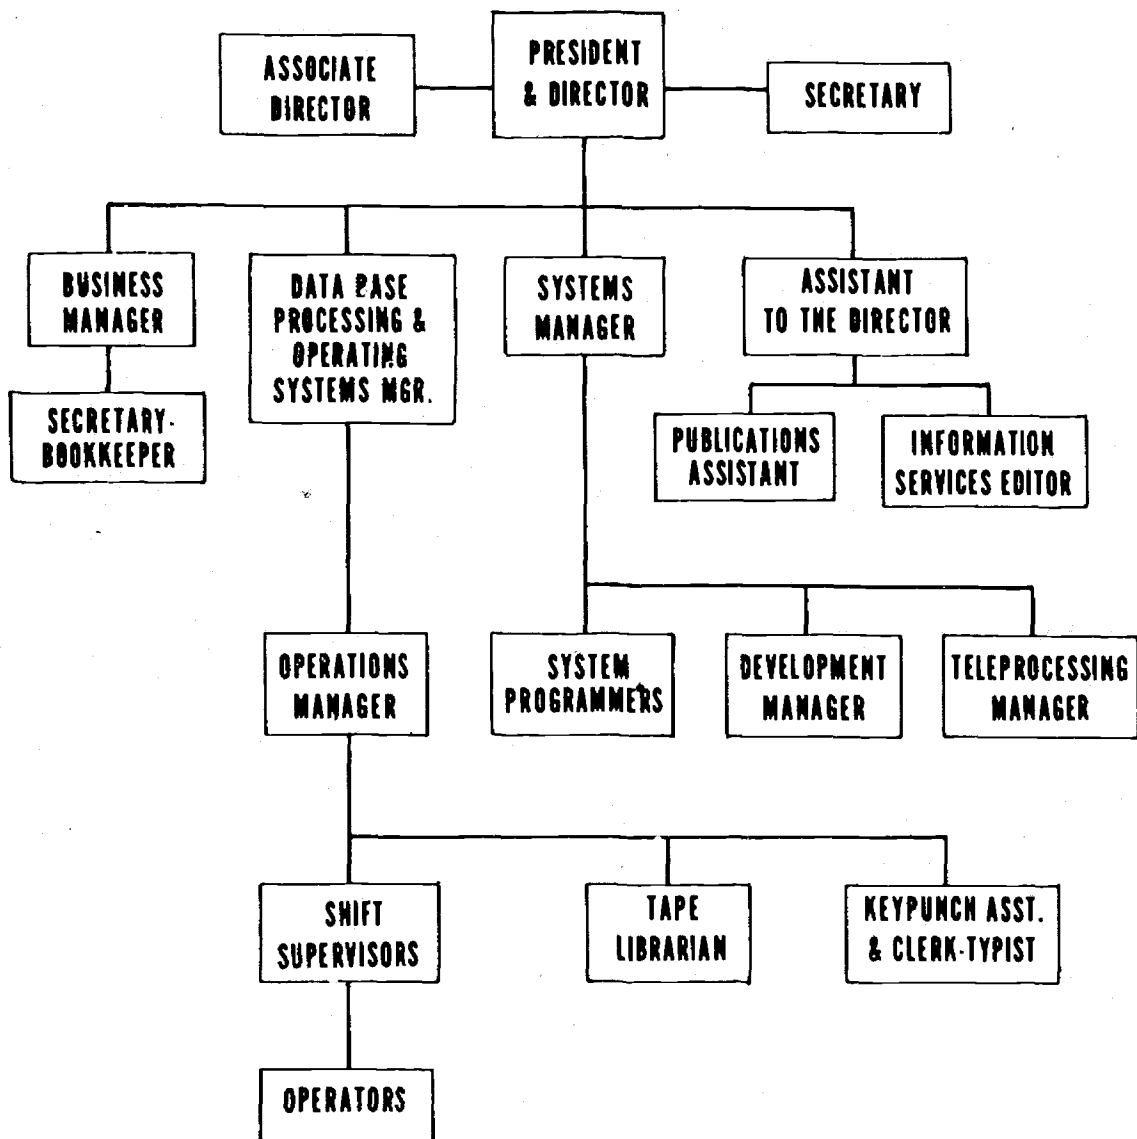 ASSOCIATE
DIRECTOR
PRESIDENT
& DIRECTOR
SECRETARY
BUSINESS
MANAGER
DATA BASE
PROCESSING &
OPERATING
SYSTEMS MGR.
SYSTEMS
MANAGER
ASSISTANT
TO THE DIRECTOR
SECRETARY-
BOOKKEEPER
PUBLICATIONS
ASSISTANT
INFORMATION
SERVICES EDITOR
OPERATIONS
MANAGER
SYSTEM
PROGRAMMERS
DEVELOPMENT
MANAGER
TELEPROCESSING
MANAGER
SHIFT
SUPERVISORS
TAPE
LIBRARIAN
KEYPUNCH ASST.
& CLERK-TYPIST
OPERATORS